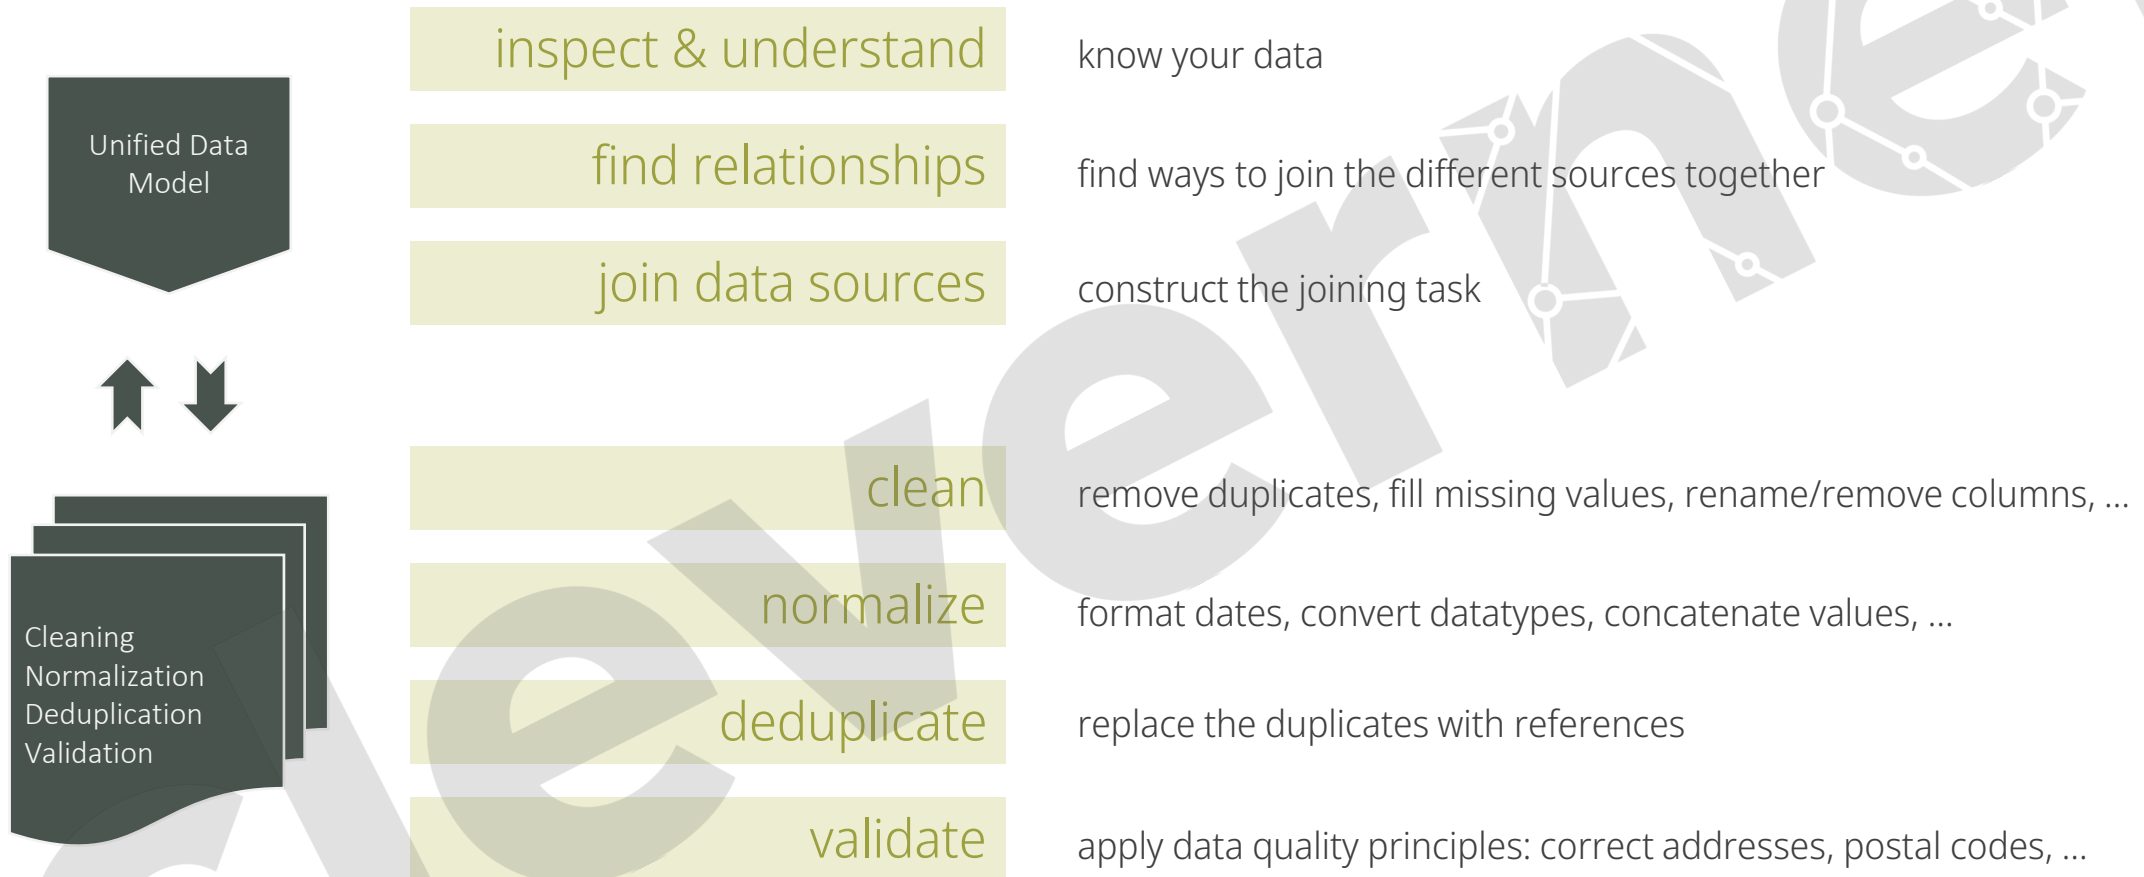 Unified Data
Model
inspect & understand
know your data
find relationships
find ways to join the different sources together
join data sources
construct the joining task
Cleaning
Normalization
Deduplication
Validation
clean
remove duplicates, fill missing values, rename/remove columns, ...
normalize
format dates, convert datatypes, concatenate values, ...
deduplicate
replace the duplicates with references
validate
apply data quality principles: correct addresses, postal codes, ...